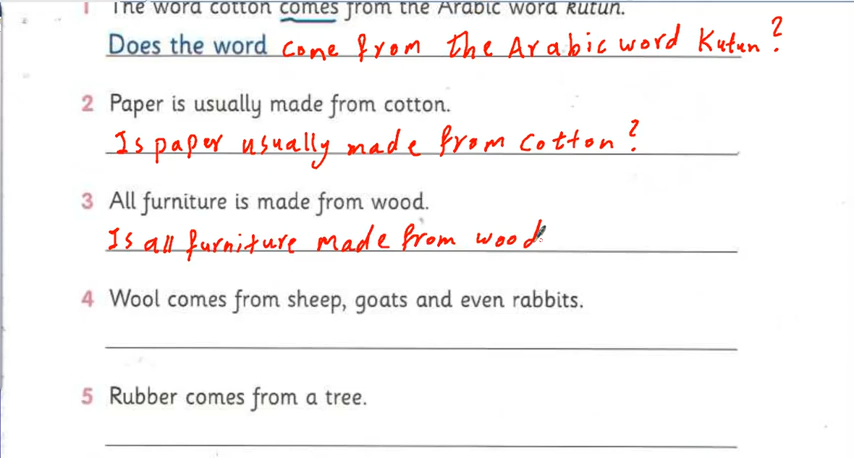 1 The word cotton comes from the Arabic word kutun.
Does the word come from the Arabic word Kutun?
2 Paper is usually made from cotton.
Is paper usually made from cotton?
3 All furniture is made from wood.
Is all furniture made from wood
4 Wool comes from sheep, goats and even rabbits.
5 Rubber comes from a tree.